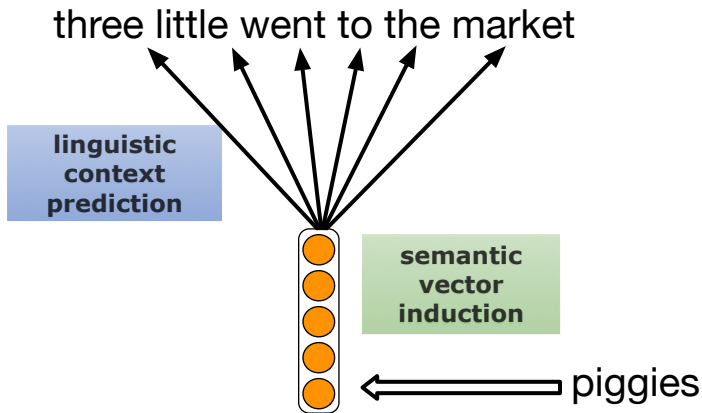 three little went to the market
linguistic
context
prediction
semantic
vector
induction
piggies